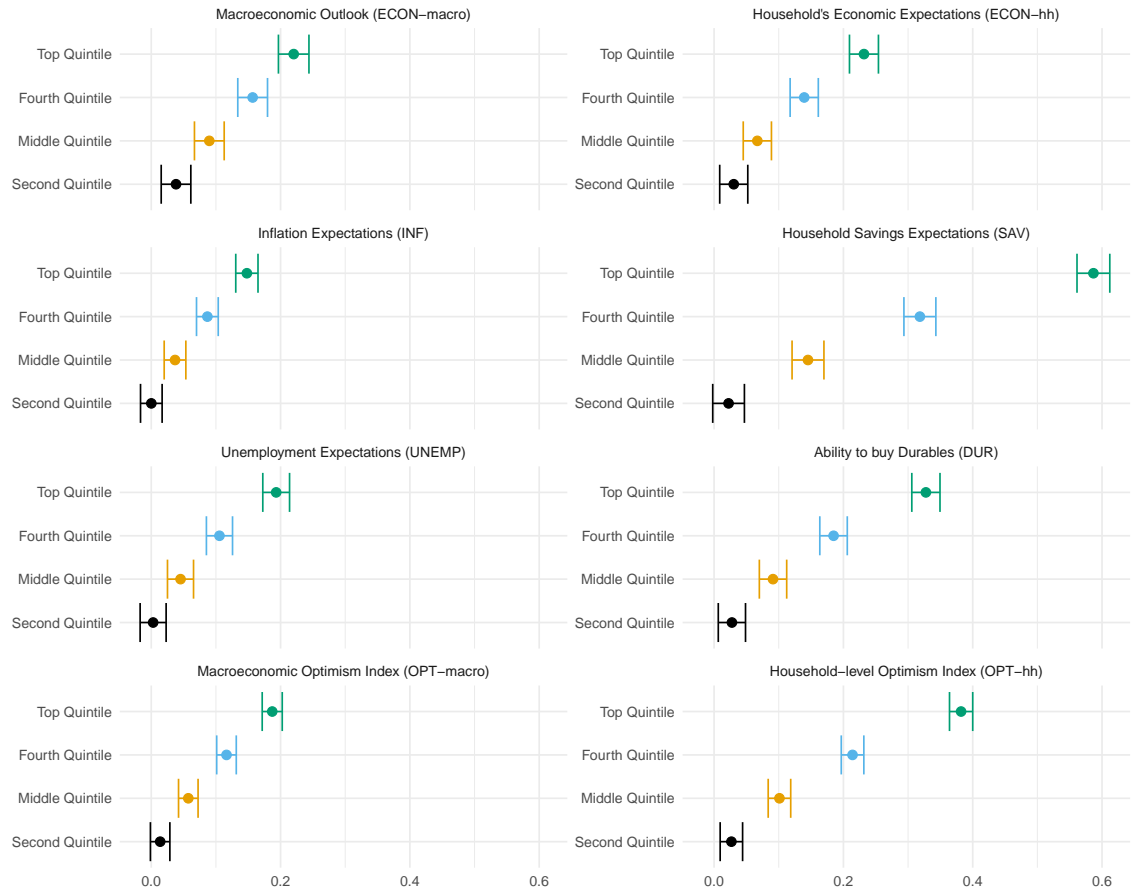 Macroeconomic Outlook (ECON−macro)
Top Quintile
Fourth Quintile
Middle Quintile
Second Quintile
Household's Economic Expectations (ECON−hh)
Top Quintile
Fourth Quintile
Middle Quintile
Second Quintile
Inflation Expectations (INF)
Top Quintile
Fourth Quintile
Middle Quintile
Second Quintile
Household Savings Expectations (SAV)
Top Quintile
Fourth Quintile
Middle Quintile
Second Quintile
Unemployment Expectations (UNEMP)
Top Quintile
Fourth Quintile
Middle Quintile
Second Quintile
Ability to buy Durables (DUR)
Top Quintile
Fourth Quintile
Middle Quintile
Second Quintile
Macroeconomic Optimism Index (OPT−macro)
Top Quintile
Fourth Quintile
Middle Quintile
Second Quintile
0.0 0.2 0.4 0.6
Household−level Optimism Index (OPT−hh)
Top Quintile
Fourth Quintile
Middle Quintile
Second Quintile
0.0 0.2 0.4 0.6